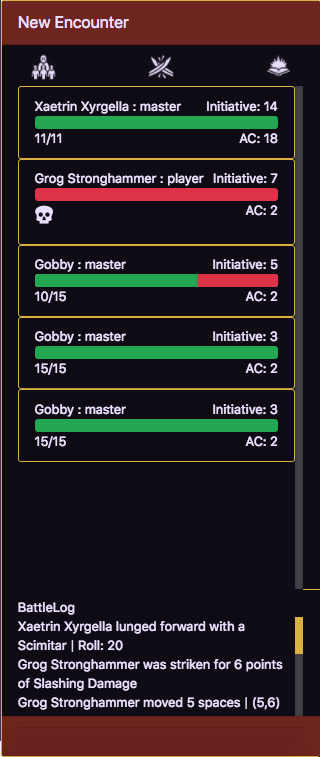 New Encounter
Xaetrin Xyrgella : master Initiative: 14
11/11 AC: 18
Grog Stronghammer : player Initiative: 7
AC: 2
Gobby : master Initiative: 5
10/15 AC: 2
Gobby : master Initiative: 3
15/15 AC: 2
Gobby : master Initiative: 3
15/15 AC: 2
BattleLog
Xaetrin Xyrgella lunged forward with a
Scimitar | Roll: 20
Grog Stronghammer was striken for 6 points
of Slashing Damage
Grog Stronghammer moved 5 spaces | (5,6)